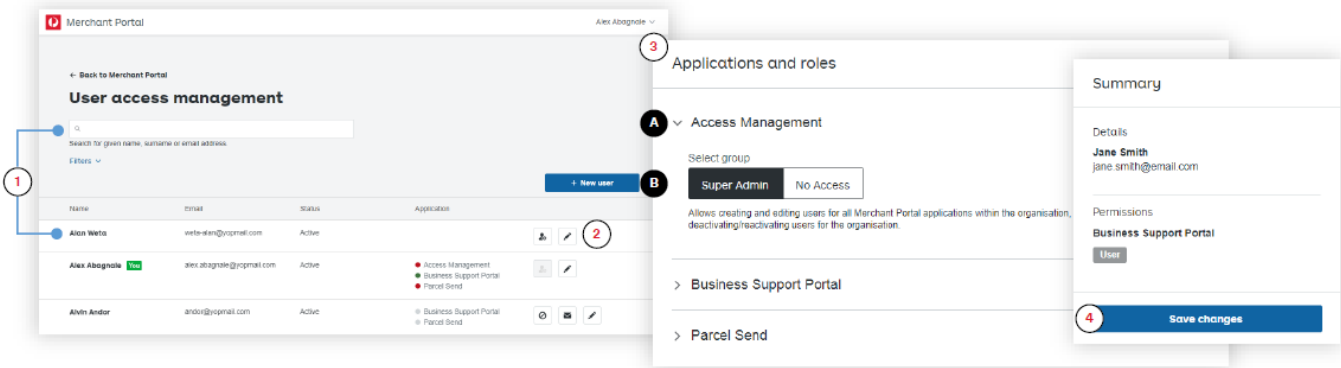 Merchant Portal
Alex Abagnale
← Back to Merchant Portal
User access management
Search for given name, surname or email address
Filters
+ New user
Name Email Status Application
Alan Weta weta-alan@yopmail.com Active
Alex Abagnale You alex.abagnale@yopmail.com Active Access Management
Business Support Portal
Parcel Send
Alvin Andor andor@yopmail.com Active Business Support Portal
Parcel Send
1
2
3
Applications and roles
A
Access Management
Select group
B
Super Admin No Access
Allows creating and editing users for all Merchant Portal applications within the organisation,
deactivating/reactivating users for the organisation.
Business Support Portal
Parcel Send
Summary
Details
Jane Smith
jane.smith@email.com
Permissions
Business Support Portal
User
4
Save changes